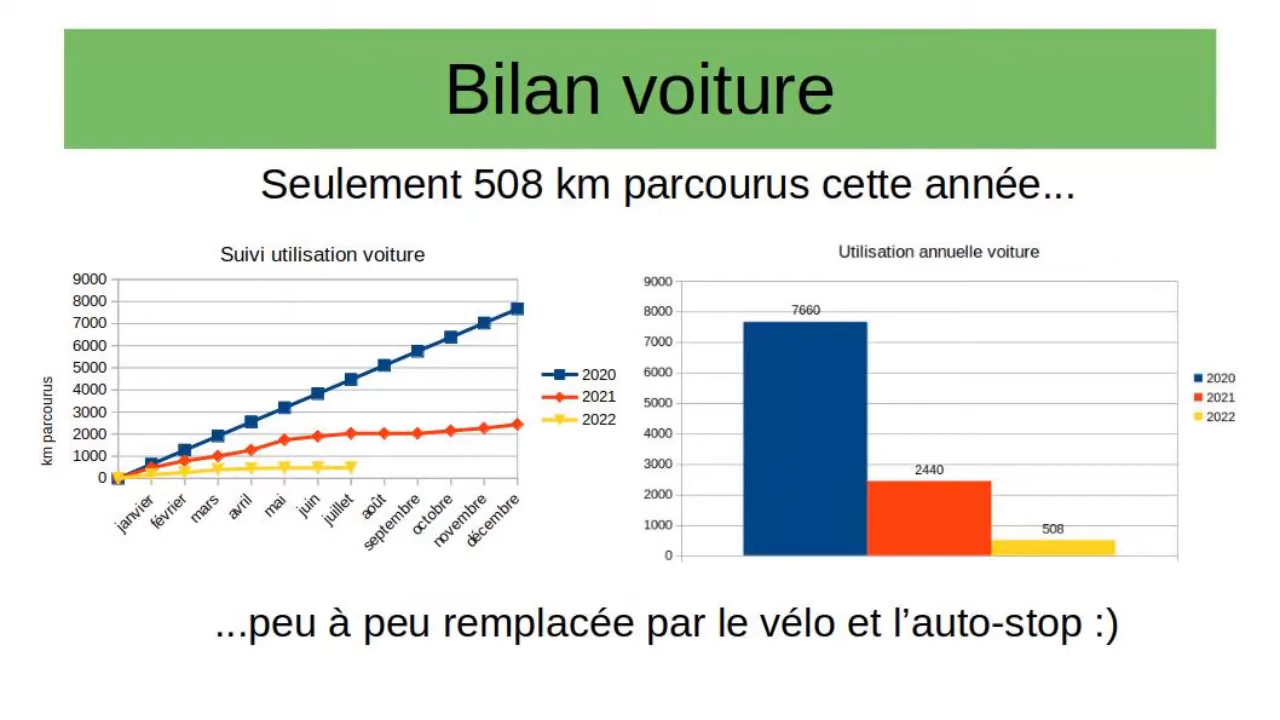 Bilan voiture
Seulement 508 km parcourus cette année...
Suivi utilisation voiture
km parcourus
9000
8000
7000
6000
5000
4000
3000
2000
1000
0
janvier
février
mars
avril
mai
juin
juillet
août
septembre
octobre
novembre
décembre
2020
2021
2022
Utilisation annuelle voiture
9000
8000
7000
6000
5000
4000
3000
2000
1000
0
7660
2440
508
2020
2021
2022
...peu à peu remplacée par le vélo et l’auto-stop :)